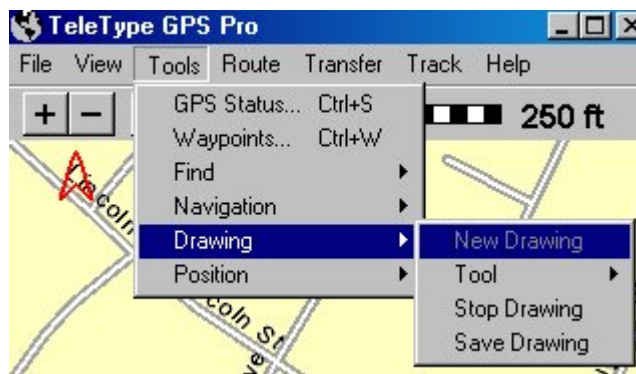 TeleType GPS Pro
File View Tools Route Transfer Track Help
+ − 250 ft
GPS Status... Ctrl+S
Waypoints... Ctrl+W
Find
Navigation
Drawing
Position
New Drawing
Tool
Stop Drawing
Save Drawing
Lincoln
coln St